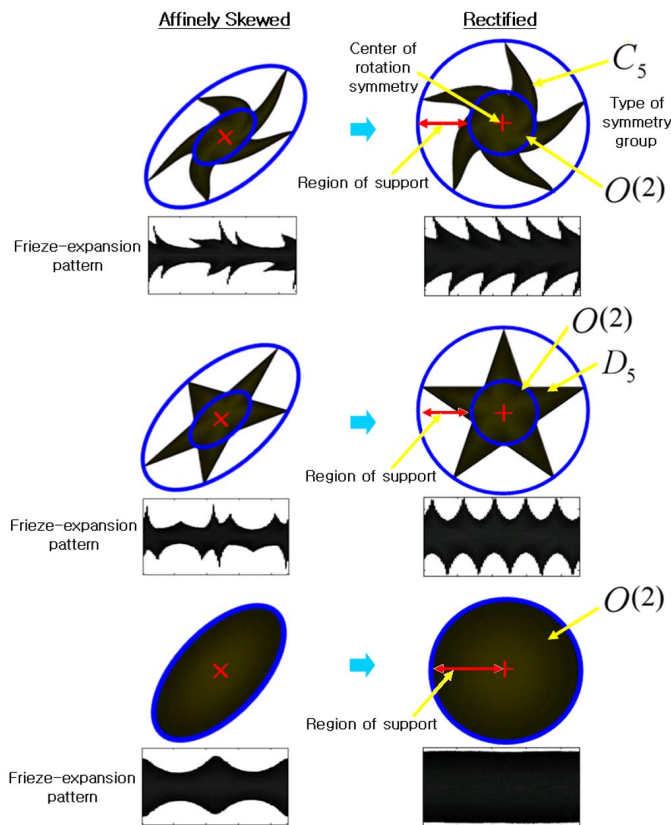 Affinely Skewed
Rectified
Center of
rotation
symmetry
C5
Type of
symmetry
group
Region of support
O(2)
Frieze-expansion
pattern
O(2)
D5
Region of support
Frieze-expansion
pattern
O(2)
Region of support
Frieze-expansion
pattern